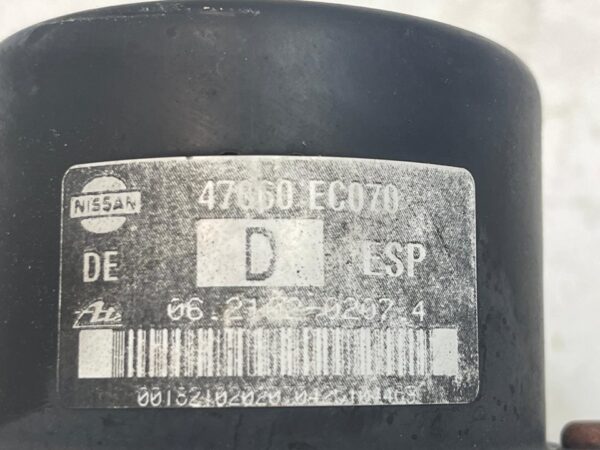 NISSAN
47660 EC070
DE
D
ESP
Ate
06.2102-0207.4